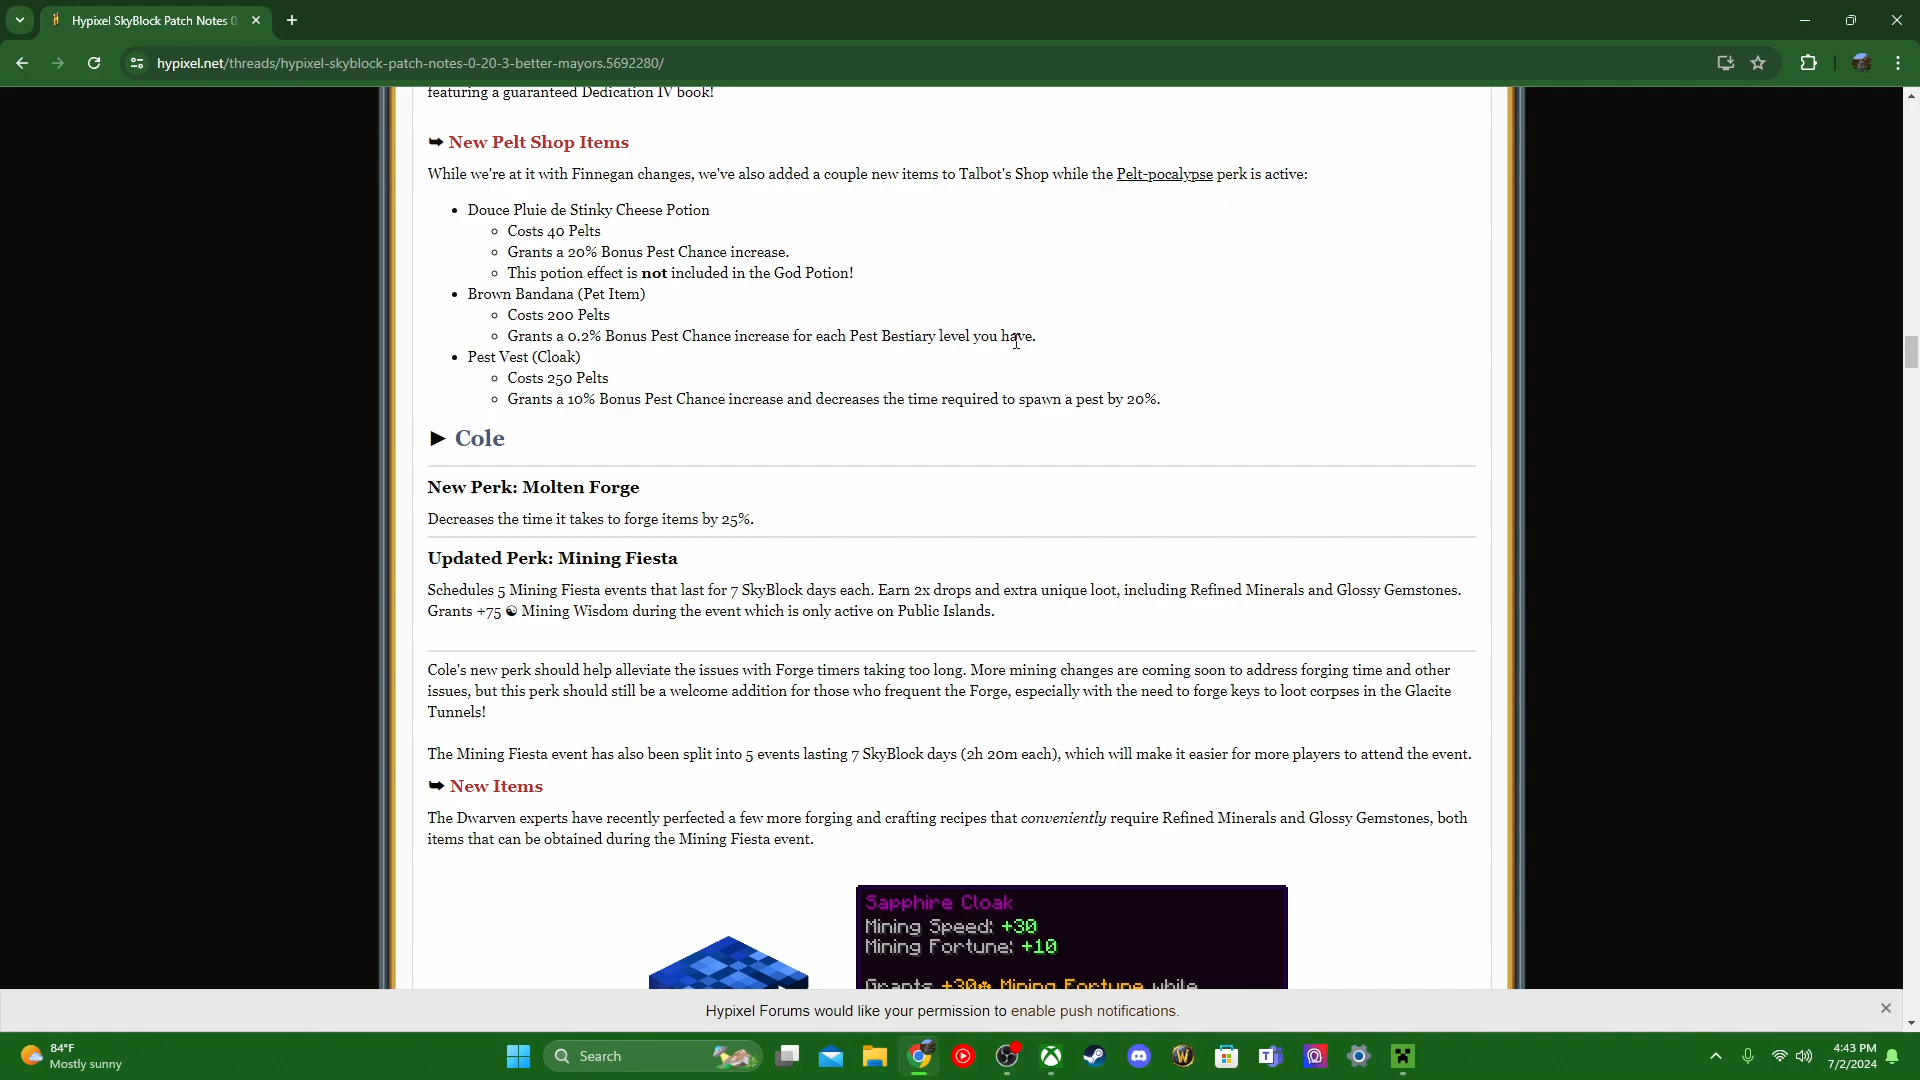 Hypixel SkyBlock Patch Notes 0
hypixel.net/threads/hypixel-skyblock-patch-notes-0-20-3-better-mayors.5692280/
featuring a guaranteed Dedication IV book!
➥ New Pelt Shop Items
While we're at it with Finnegan changes, we've also added a couple new items to Talbot's Shop while the Pelt-pocalypse perk is active:
• Douce Pluie de Stinky Cheese Potion
◦ Costs 40 Pelts
◦ Grants a 20% Bonus Pest Chance increase.
◦ This potion effect is not included in the God Potion!
• Brown Bandana (Pet Item)
◦ Costs 200 Pelts
◦ Grants a 0.2% Bonus Pest Chance increase for each Pest Bestiary level you have.
• Pest Vest (Cloak)
◦ Costs 250 Pelts
◦ Grants a 10% Bonus Pest Chance increase and decreases the time required to spawn a pest by 20%.
► Cole
New Perk: Molten Forge
Decreases the time it takes to forge items by 25%.
Updated Perk: Mining Fiesta
Schedules 5 Mining Fiesta events that last for 7 SkyBlock days each. Earn 2x drops and extra unique loot, including Refined Minerals and Glossy Gemstones.
Grants +75 ☯ Mining Wisdom during the event which is only active on Public Islands.
Cole's new perk should help alleviate the issues with Forge timers taking too long. More mining changes are coming soon to address forging time and other
issues, but this perk should still be a welcome addition for those who frequent the Forge, especially with the need to forge keys to loot corpses in the Glacite
Tunnels!
The Mining Fiesta event has also been split into 5 events lasting 7 SkyBlock days (2h 20m each), which will make it easier for more players to attend the event.
➥ New Items
The Dwarven experts have recently perfected a few more forging and crafting recipes that conveniently require Refined Minerals and Glossy Gemstones, both
items that can be obtained during the Mining Fiesta event.
Sapphire Cloak
Mining Speed: +30
Mining Fortune: +10
Grants +30☘ Mining Fortune while
Hypixel Forums would like your permission to enable push notifications.
84°F
Mostly sunny
Search
4:43 PM
7/2/2024